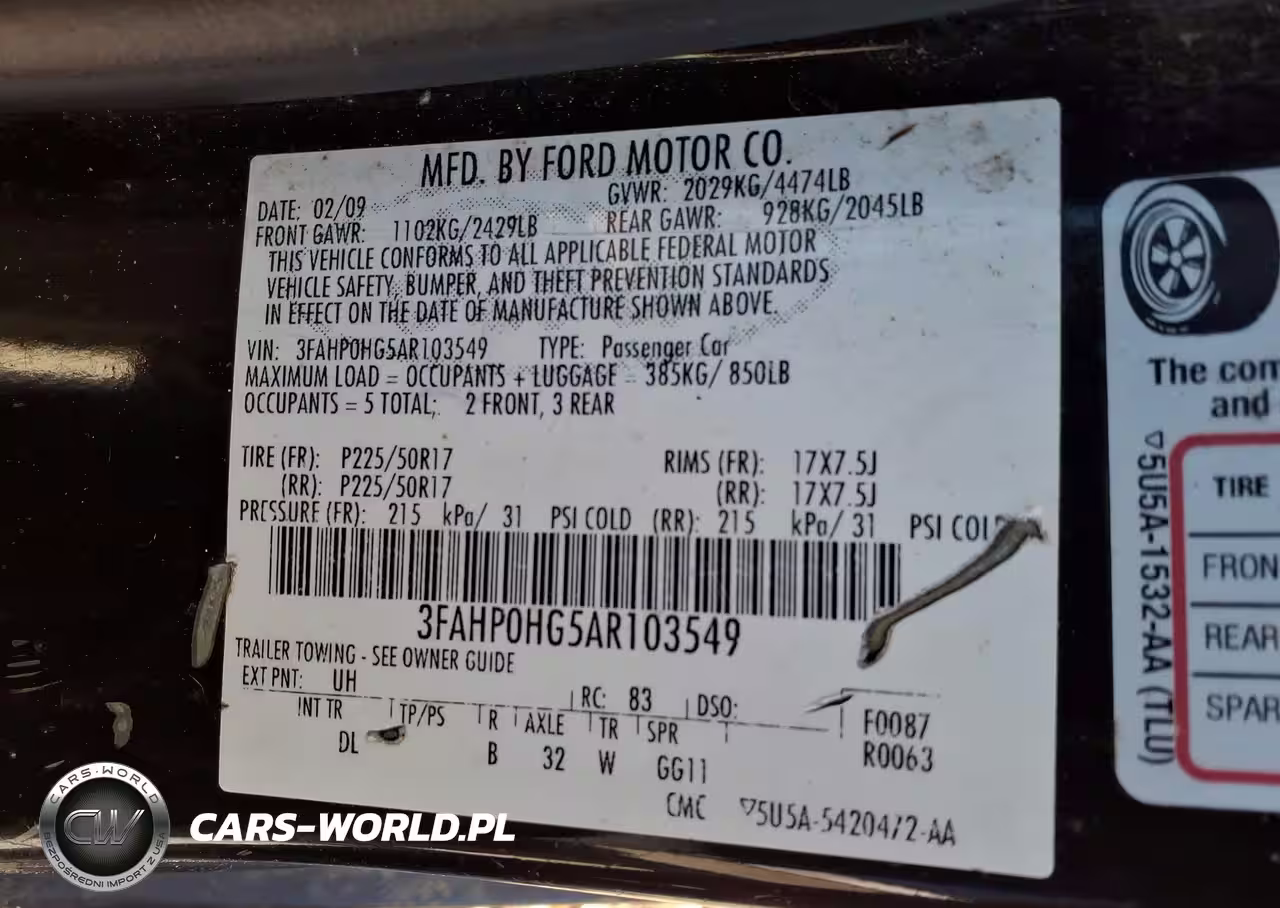 MFD. BY FORD MOTOR CO.
DATE: 02/09 GVWR: 2029KG/4474LB
FRONT GAWR: 1102KG/2429LB REAR GAWR: 928KG/2045LB
THIS VEHICLE CONFORMS TO ALL APPLICABLE FEDERAL MOTOR
VEHICLE SAFETY, BUMPER, AND THEFT PREVENTION STANDARDS
IN EFFECT ON THE DATE OF MANUFACTURE SHOWN ABOVE.
VIN: 3FAHP0HG5AR103549 TYPE: Passenger Car
MAXIMUM LOAD = OCCUPANTS + LUGGAGE = 385KG/ 850LB
OCCUPANTS = 5 TOTAL; 2 FRONT, 3 REAR
TIRE (FR): P225/50R17 RIMS (FR): 17X7.5J
(RR): P225/50R17 (RR): 17X7.5J
PRESSURE (FR): 215 kPa/ 31 PSI COLD (RR): 215 kPa/ 31 PSI COLD
3FAHP0HG5AR103549
TRAILER TOWING - SEE OWNER GUIDE
EXT PNT: UH RC: 83 DSO:
INT TR TP/PS R AXLE TR SPR F0087
DL B 32 W GG11 R0063
CMC ▽5U5A-5420472-AA
The com
and
TIRE
FRON
REAR
SPAR
▽5U5A-1532-AA (TLU)
CARS-WORLD
CW
BEZPOŚREDNI IMPORT Z USA
CARS-WORLD.PL